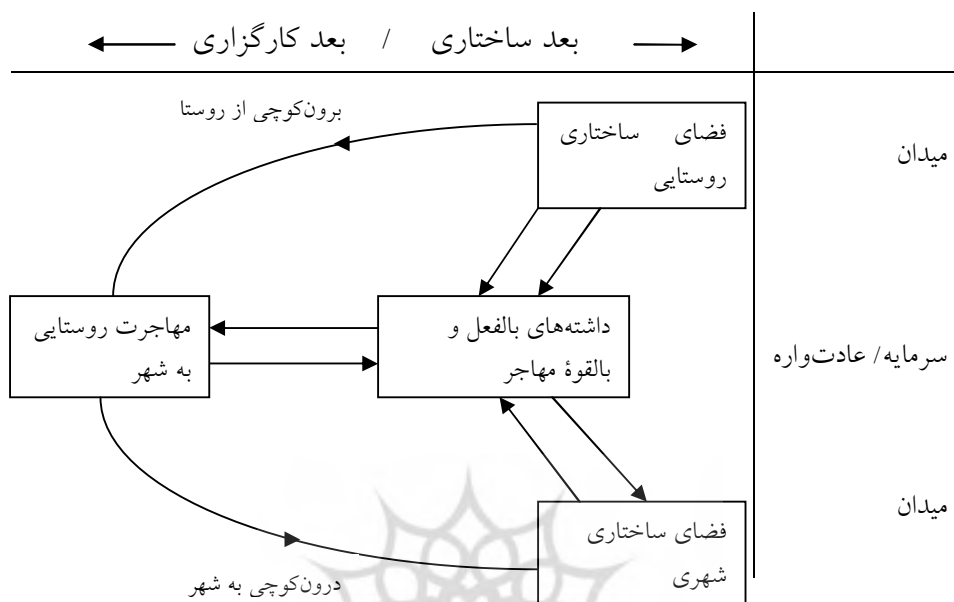 بعد ساختاری / بعد کارگزاری
برون‌کوچی از روستا
فضای ساختاری
روستایی
میدان
داشته‌های بالفعل و
بالقوهٔ مهاجر
مهاجرت روستایی
به شهر
سرمایه/ عادت‌واره
فضای ساختاری
شهری
میدان
درون‌کوچی به شهر